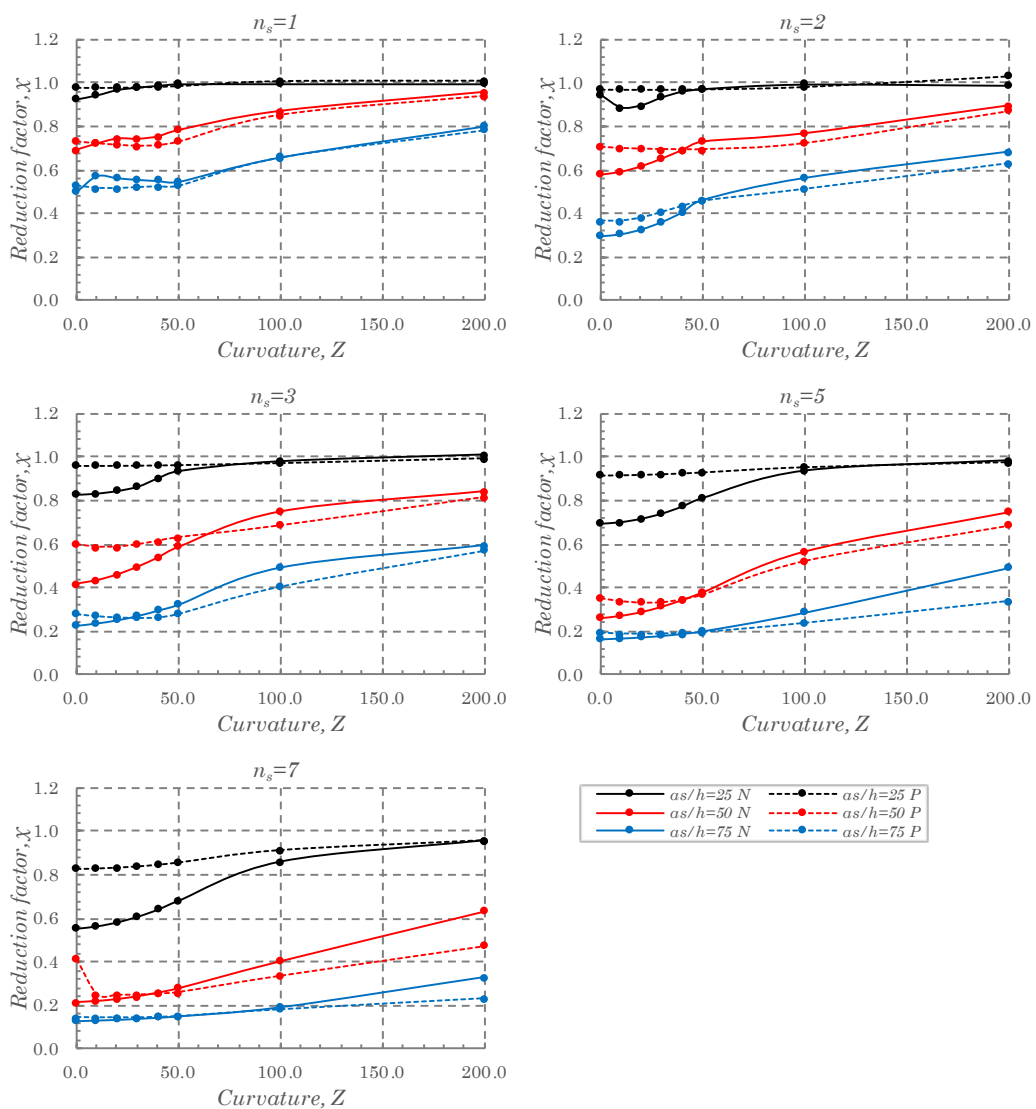 n_s=1
Reduction factor, χ
1.2
1.0
0.8
0.6
0.4
0.2
0.0
0.0 50.0 100.0 150.0 200.0
Curvature, Z
n_s=2
Reduction factor, χ
1.2
1.0
0.8
0.6
0.4
0.2
0.0
0.0 50.0 100.0 150.0 200.0
Curvature, Z
n_s=3
Reduction factor, χ
1.2
1.0
0.8
0.6
0.4
0.2
0.0
0.0 50.0 100.0 150.0 200.0
Curvature, Z
n_s=5
Reduction factor, χ
1.2
1.0
0.8
0.6
0.4
0.2
0.0
0.0 50.0 100.0 150.0 200.0
Curvature, Z
n_s=7
Reduction factor, χ
1.2
1.0
0.8
0.6
0.4
0.2
0.0
0.0 50.0 100.0 150.0 200.0
Curvature, Z
as/h=25 N as/h=25 P
as/h=50 N as/h=50 P
as/h=75 N as/h=75 P